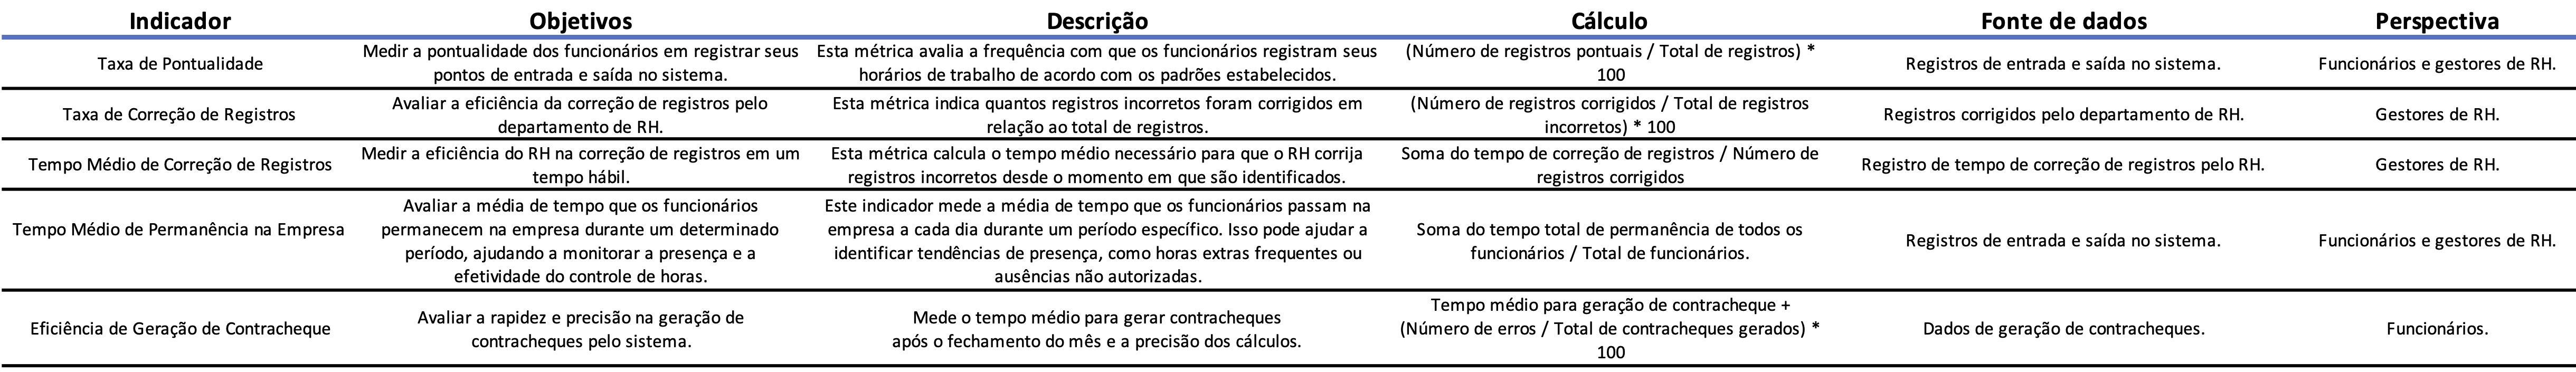 Indicador
Objetivos
Descrição
Cálculo
Fonte de dados
Perspectiva
Taxa de Pontualidade
Medir a pontualidade dos funcionários em registrar seus
pontos de entrada e saída no sistema.
Esta métrica avalia a frequência com que os funcionários registram seus
horários de trabalho de acordo com os padrões estabelecidos.
(Número de registros pontuais / Total de registros) *
100
Registros de entrada e saída no sistema.
Funcionários e gestores de RH.
Taxa de Correção de Registros
Avaliar a eficiência da correção de registros pelo
departamento de RH.
Esta métrica indica quantos registros incorretos foram corrigidos em
relação ao total de registros.
(Número de registros corrigidos / Total de registros
incorretos) * 100
Registros corrigidos pelo departamento de RH.
Gestores de RH.
Tempo Médio de Correção de Registros
Medir a eficiência do RH na correção de registros em um
tempo hábil.
Esta métrica calcula o tempo médio necessário para que o RH corrija
registros incorretos desde o momento em que são identificados.
Soma do tempo de correção de registros / Número de
registros corrigidos
Registro de tempo de correção de registros pelo RH.
Gestores de RH.
Tempo Médio de Permanência na Empresa
Avaliar a média de tempo que os funcionários
permanecem na empresa durante um determinado
período, ajudando a monitorar a presença e a
efetividade do controle de horas.
Este indicador mede a média de tempo que os funcionários passam na
empresa a cada dia durante um período específico. Isso pode ajudar a
identificar tendências de presença, como horas extras frequentes ou
ausências não autorizadas.
Soma do tempo total de permanência de todos os
funcionários / Total de funcionários.
Registros de entrada e saída no sistema.
Funcionários e gestores de RH.
Eficiência de Geração de Contracheque
Avaliar a rapidez e precisão na geração de
contracheques pelo sistema.
Mede o tempo médio para gerar contracheques
após o fechamento do mês e a precisão dos cálculos.
Tempo médio para geração de contracheque +
(Número de erros / Total de contracheques gerados) *
100
Dados de geração de contracheques.
Funcionários.